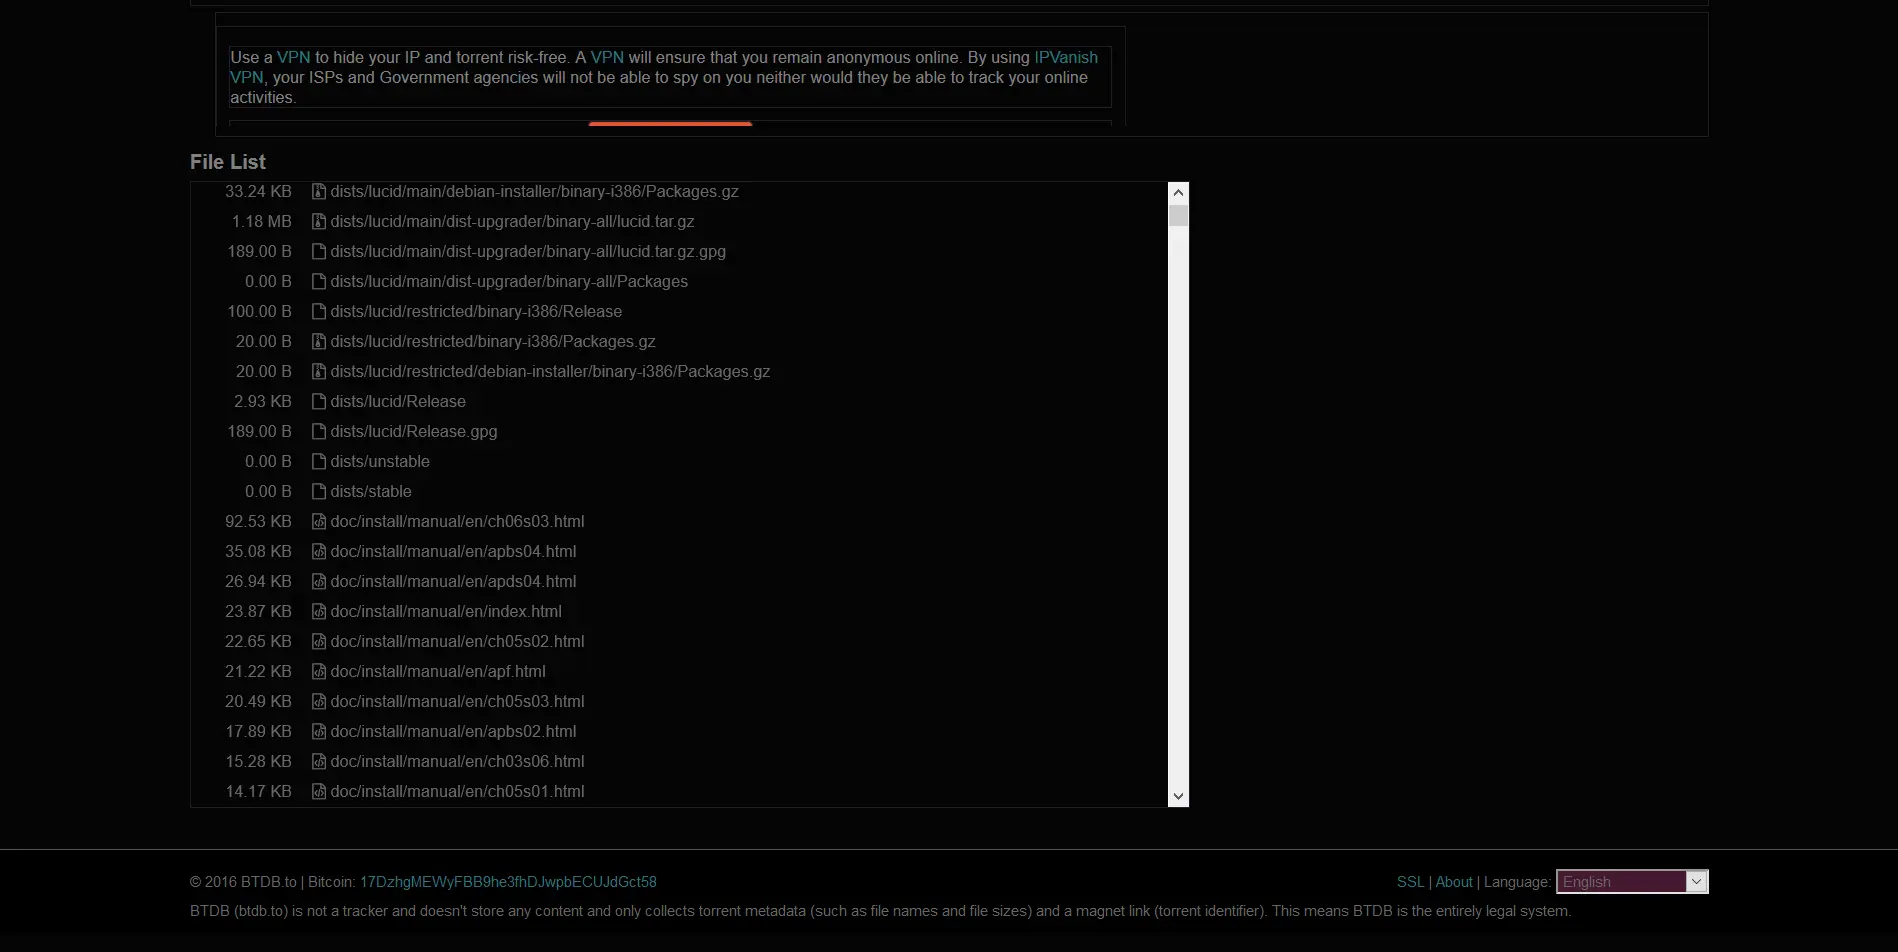 Use a VPN to hide your IP and torrent risk-free. A VPN will ensure that you remain anonymous online. By using IPVanish
VPN, your ISPs and Government agencies will not be able to spy on you neither would they be able to track your online
activities.
File List
33.24 KB dists/lucid/main/debian-installer/binary-i386/Packages.gz
1.18 MB dists/lucid/main/dist-upgrader/binary-all/lucid.tar.gz
189.00 B dists/lucid/main/dist-upgrader/binary-all/lucid.tar.gz.gpg
0.00 B dists/lucid/main/dist-upgrader/binary-all/Packages
100.00 B dists/lucid/restricted/binary-i386/Release
20.00 B dists/lucid/restricted/binary-i386/Packages.gz
20.00 B dists/lucid/restricted/debian-installer/binary-i386/Packages.gz
2.93 KB dists/lucid/Release
189.00 B dists/lucid/Release.gpg
0.00 B dists/unstable
0.00 B dists/stable
92.53 KB doc/install/manual/en/ch06s03.html
35.08 KB doc/install/manual/en/apbs04.html
26.94 KB doc/install/manual/en/apds04.html
23.87 KB doc/install/manual/en/index.html
22.65 KB doc/install/manual/en/ch05s02.html
21.22 KB doc/install/manual/en/apf.html
20.49 KB doc/install/manual/en/ch05s03.html
17.89 KB doc/install/manual/en/apbs02.html
15.28 KB doc/install/manual/en/ch03s06.html
14.17 KB doc/install/manual/en/ch05s01.html
© 2016 BTDB.to | Bitcoin: 17DzhgMEWyFBB9he3fhDJwpbECUJdGct58 SSL | About | Language: English
BTDB (btdb.to) is not a tracker and doesn't store any content and only collects torrent metadata (such as file names and file sizes) and a magnet link (torrent identifier). This means BTDB is the entirely legal system.